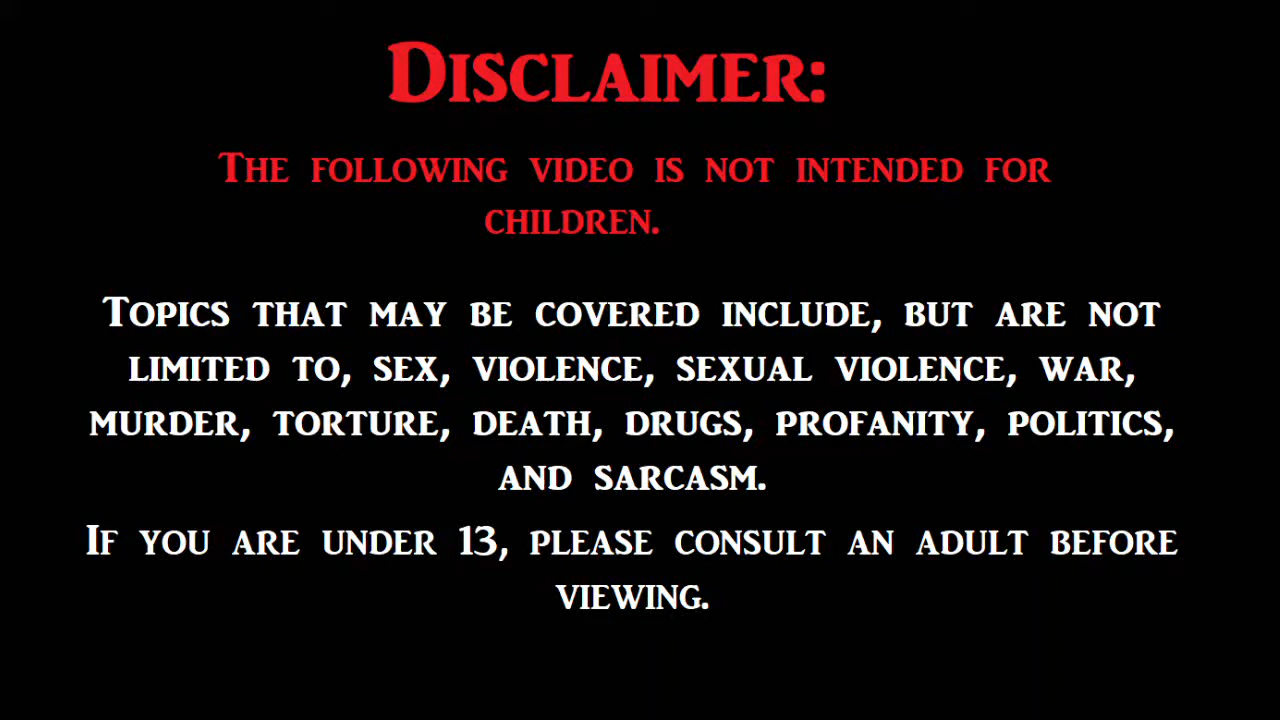 Disclaimer:
The following video is not intended for
children.
Topics that may be covered include, but are not
limited to, sex, violence, sexual violence, war,
murder, torture, death, drugs, profanity, politics,
and sarcasm.
If you are under 13, please consult an adult before
viewing.